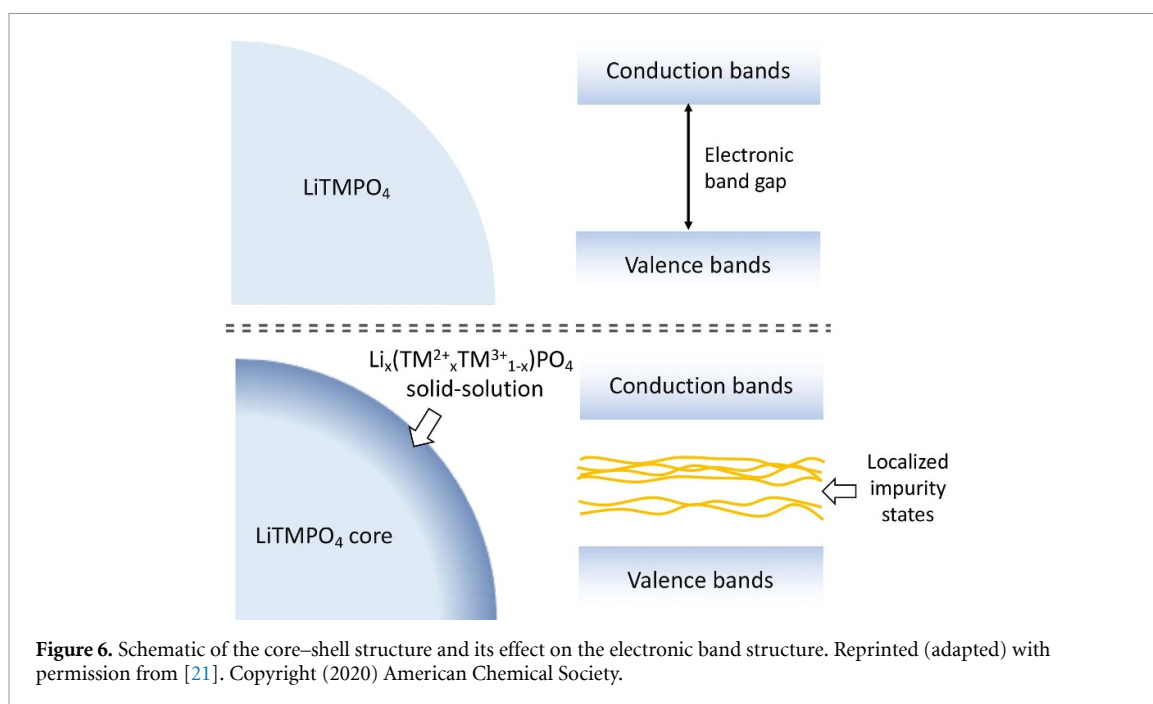 LiTMPO₄
Conduction bands
Electronic
band gap
Valence bands
Liₓ(TM²⁺ₓTM³⁺₁₋ₓ)PO₄
solid-solution
LiTMPO₄ core
Conduction bands
Localized
impurity
states
Valence bands
Figure 6. Schematic of the core–shell structure and its effect on the electronic band structure. Reprinted (adapted) with
permission from [21]. Copyright (2020) American Chemical Society.